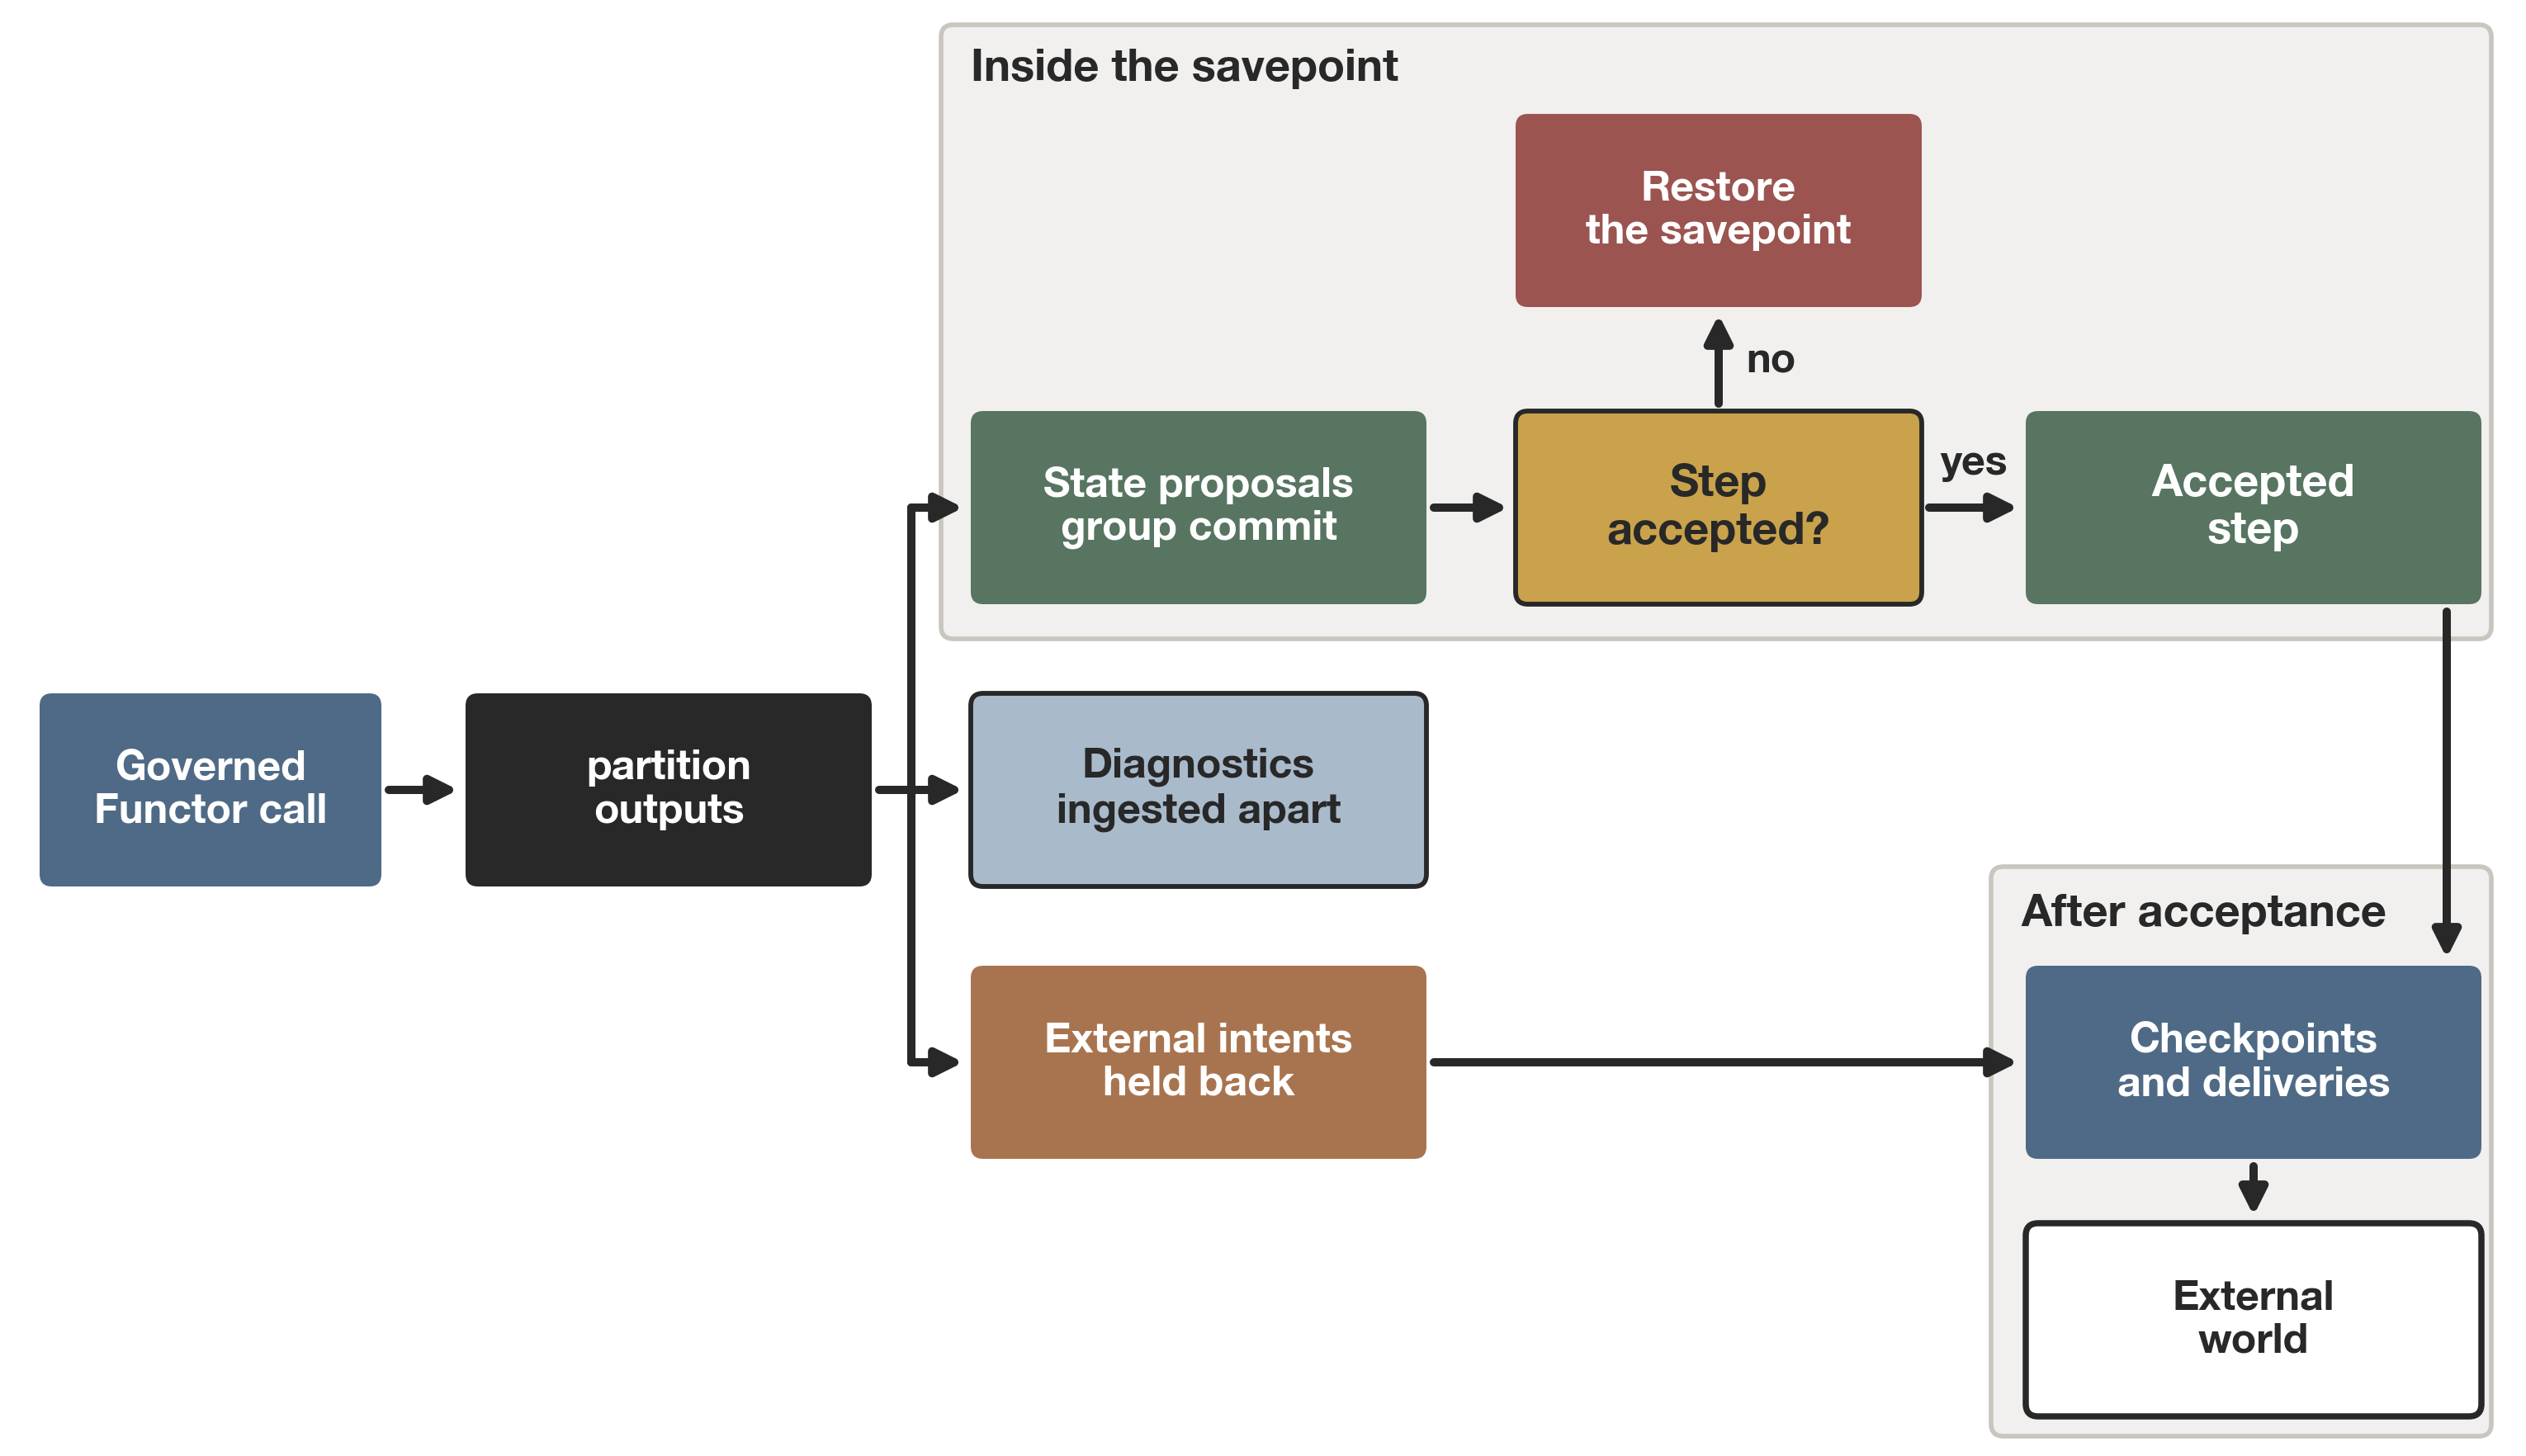 Inside the savepoint
Restore
the savepoint
no
State proposals
group commit
Step
accepted?
yes
Accepted
step
Governed
Functor call
partition
outputs
Diagnostics
ingested apart
After acceptance
External intents
held back
Checkpoints
and deliveries
External
world